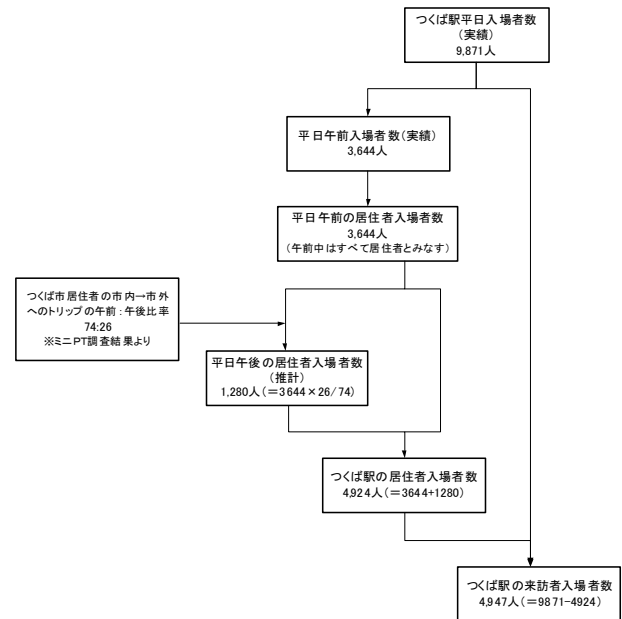 つくば駅平日入場者数
(実績)
9,871人
平日午前入場者数(実績)
3,644人
平日午前の居住者入場者数
3,644人
(午前中はすべて居住者とみなす)
つくば市居住者の市内→市外
へのトリップの午前：午後比率
74:26
※ミニPT調査結果より
平日午後の居住者入場者数
(推計)
1,280人(＝3644×26/74)
つくば駅の居住者入場者数
4,924人(＝3644+1280)
つくば駅の来訪者入場者数
4,947人(＝9871-4924)